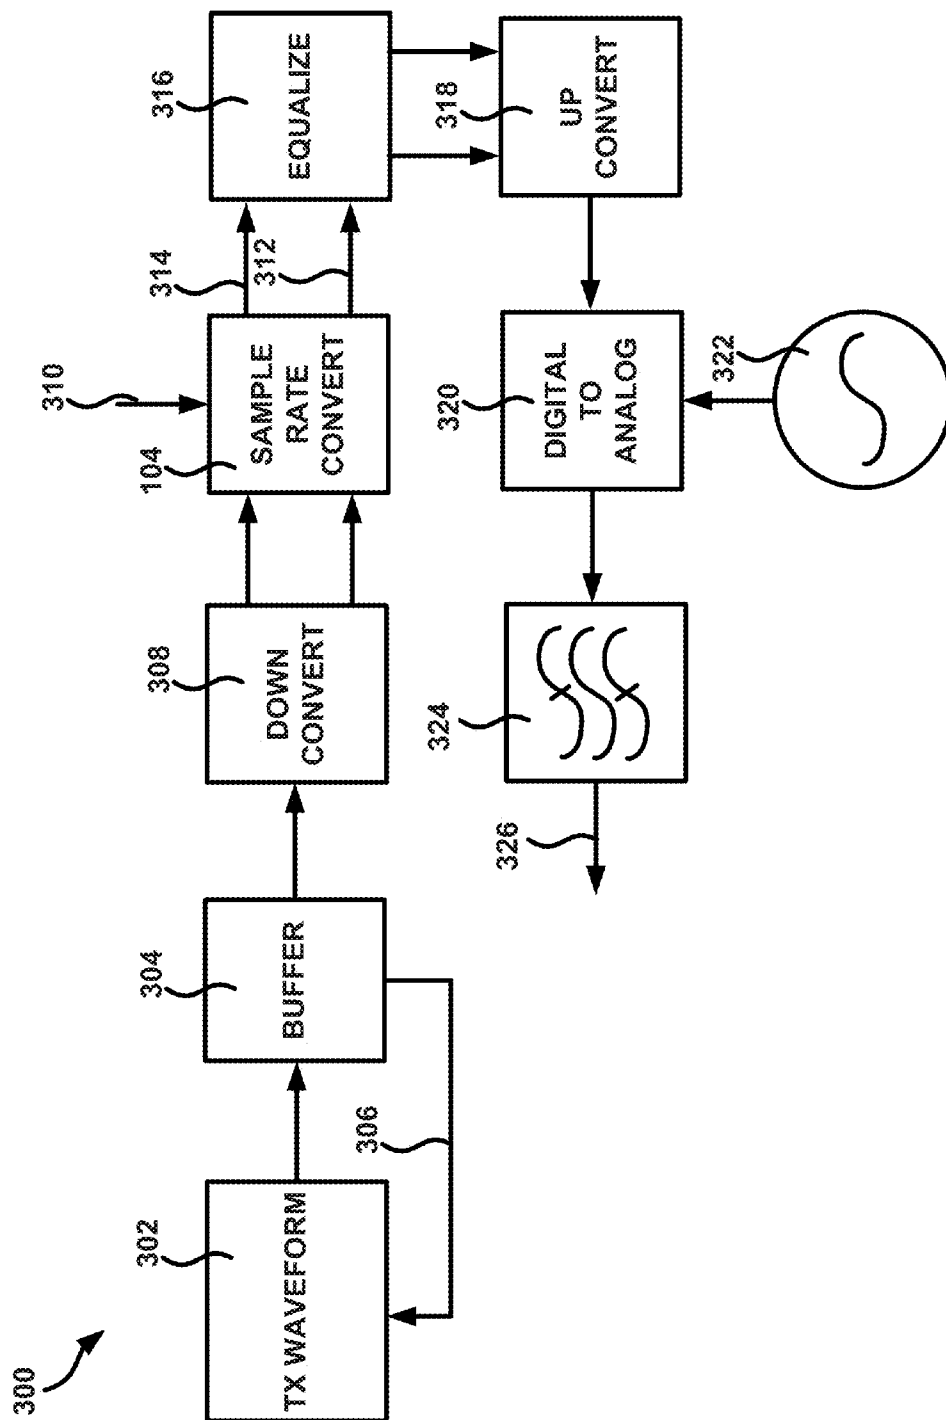 300
302
TX WAVEFORM
306
304
BUFFER
308
DOWN
CONVERT
310
104
SAMPLE
RATE
CONVERT
314
312
316
EQUALIZE
318
UP
CONVERT
320
DIGITAL
TO
ANALOG
322
324
326